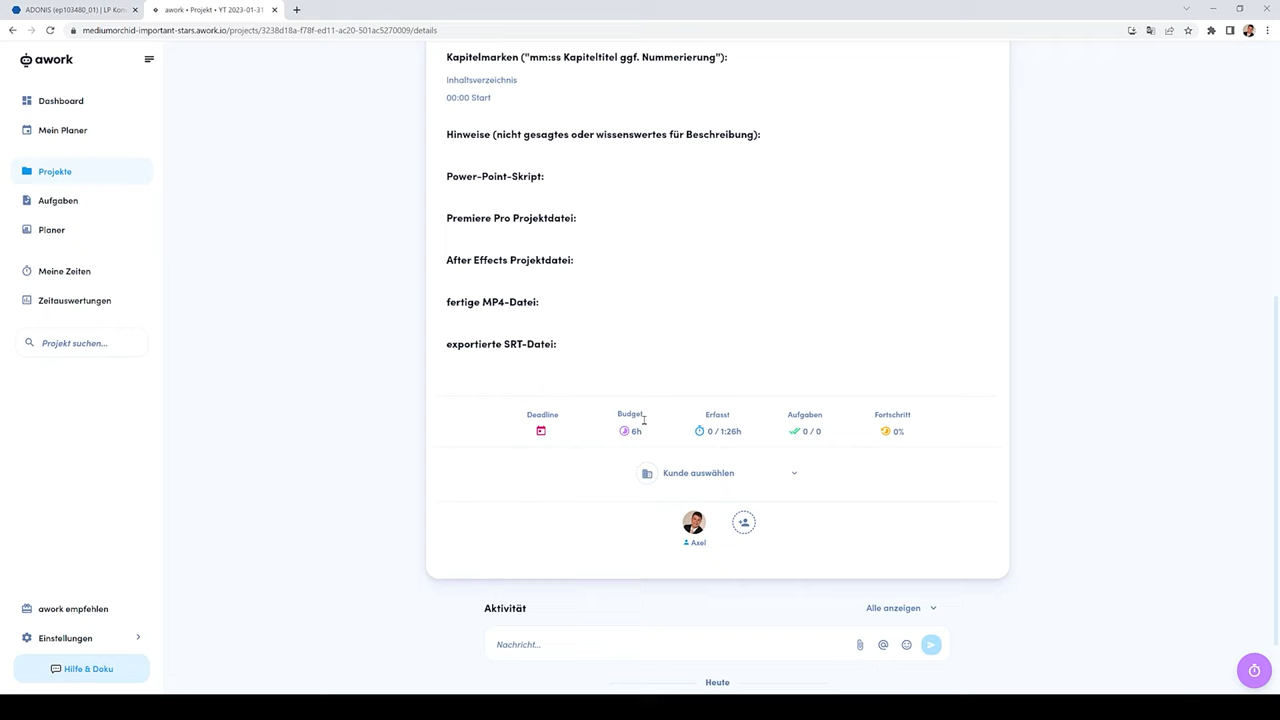 ADONIS (ep103480_01) | LP Kom
awork • Projekt • YT 2023-01-31
mediumorchid-important-stars.awork.io/projects/3238d18a-f78f-ed11-ac20-501ac5270009/details
awork
Dashboard
Mein Planer
Projekte
Aufgaben
Planer
Meine Zeiten
Zeitauswertungen
Projekt suchen...
awork empfehlen
Einstellungen
Hilfe & Doku
Kapitelmarken ("mm:ss Kapiteltitel ggf. Nummerierung"):
Inhaltsverzeichnis
00:00 Start
Hinweise (nicht gesagtes oder wissenswertes für Beschreibung):
Power-Point-Skript:
Premiere Pro Projektdatei:
After Effects Projektdatei:
fertige MP4-Datei:
exportierte SRT-Datei:
Deadline Budget Erfasst Aufgaben Fortschritt
6h 0 / 1:26h 0 / 0 0%
Kunde auswählen
Axel
Aktivität Alle anzeigen
Nachricht...
Heute